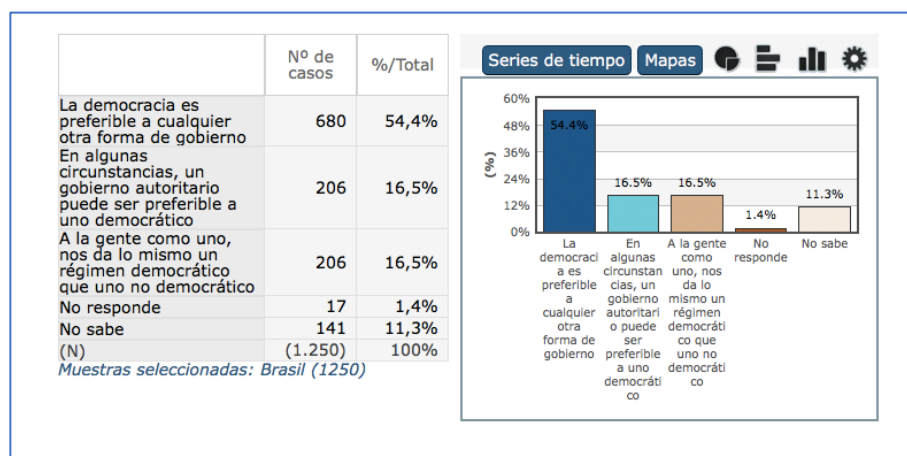 Nº de
casos
%/Total
La democracia es
preferible a cualquier
otra forma de gobierno
680
54,4%
En algunas
circunstancias, un
gobierno autoritario
puede ser preferible a
uno democrático
206
16,5%
A la gente como uno,
nos da lo mismo un
régimen democrático
que uno no democrático
206
16,5%
No responde
17
1,4%
No sabe
141
11,3%
(N)
(1.250)
100%
Muestras seleccionadas: Brasil (1250)
Series de tiempo
Mapas
(%)
60%
48%
36%
24%
12%
0%
54.4%
16.5%
16.5%
1.4%
11.3%
La
democraci
a es
preferible
a
cualquier
otra
forma de
gobierno
En
algunas
circunstan
cias, un
gobierno
autoritari
o puede
ser
preferible
a uno
democráti
co
A la gente
como
uno, nos
da lo
mismo un
régimen
democráti
co que
uno no
democráti
co
No
responde
No sabe